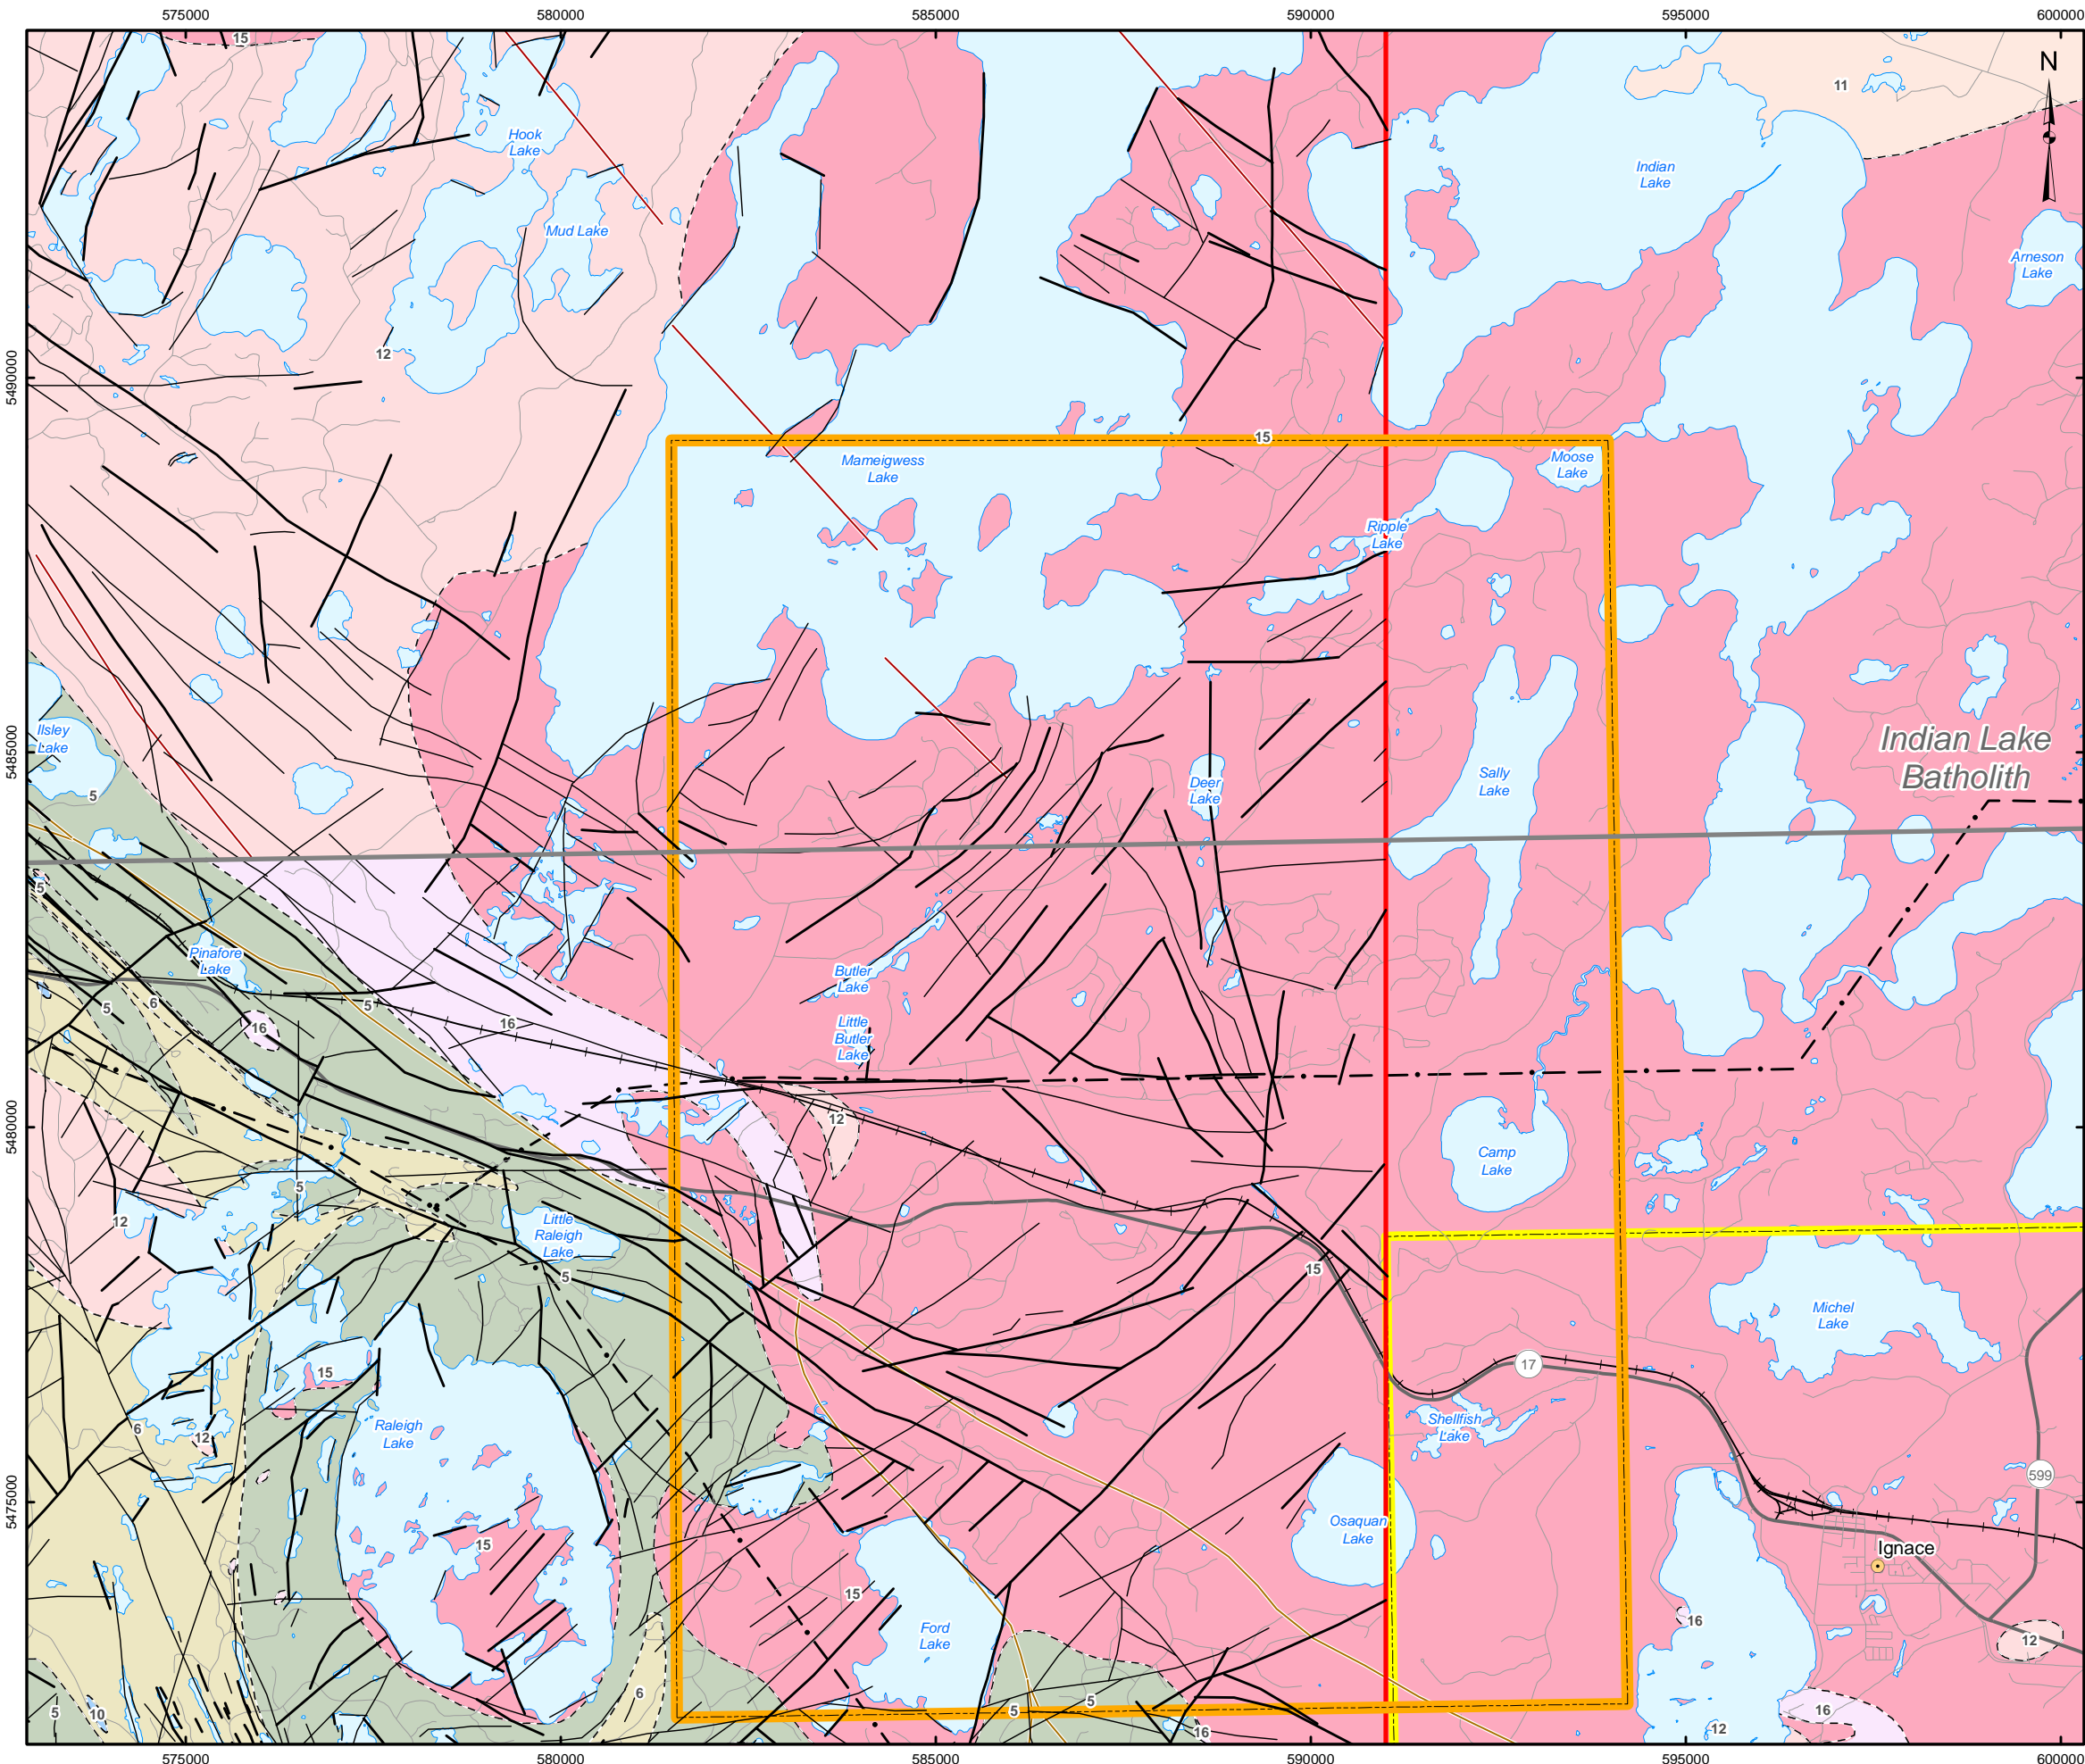 575000 580000 585000 590000 595000 600000
15
11
N
Hook
Lake
Indian
Lake
Mud Lake
Arneson
Lake
12
5490000
15
Mameigwess
Lake
Moose
Lake
Ripple
Lake
Ilsley
Lake
5485000
Indian Lake
Batholith
Sally
Lake
Deer
Lake
5
5
Pinafore
Lake
Butler
Lake
5
6
5
16
16
Little
Butler
Lake
5480000
12
Camp
Lake
5
12
Little
Raleigh
Lake
5
15
Michel
Lake
17
15
Raleigh
Lake
6
12
Shellfish
Lake
599
5475000
Osaquan
Lake
15
Ignace
15
Ford
Lake
16
12
6
5
10
5
5
16
12
16
575000 580000 585000 590000 595000 600000